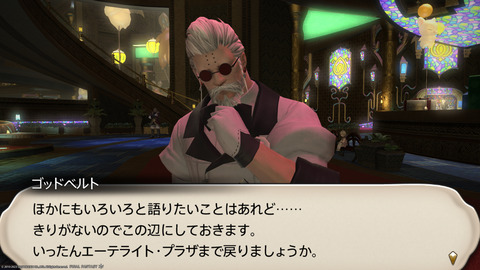 ゴッドベルト
ほかにもいろいろと語りたいことはあれど……
きりがないのでこの辺にしておきます。
いったんエーテライト・プラザまで戻りましょうか。
FINAL FANTASY XIV